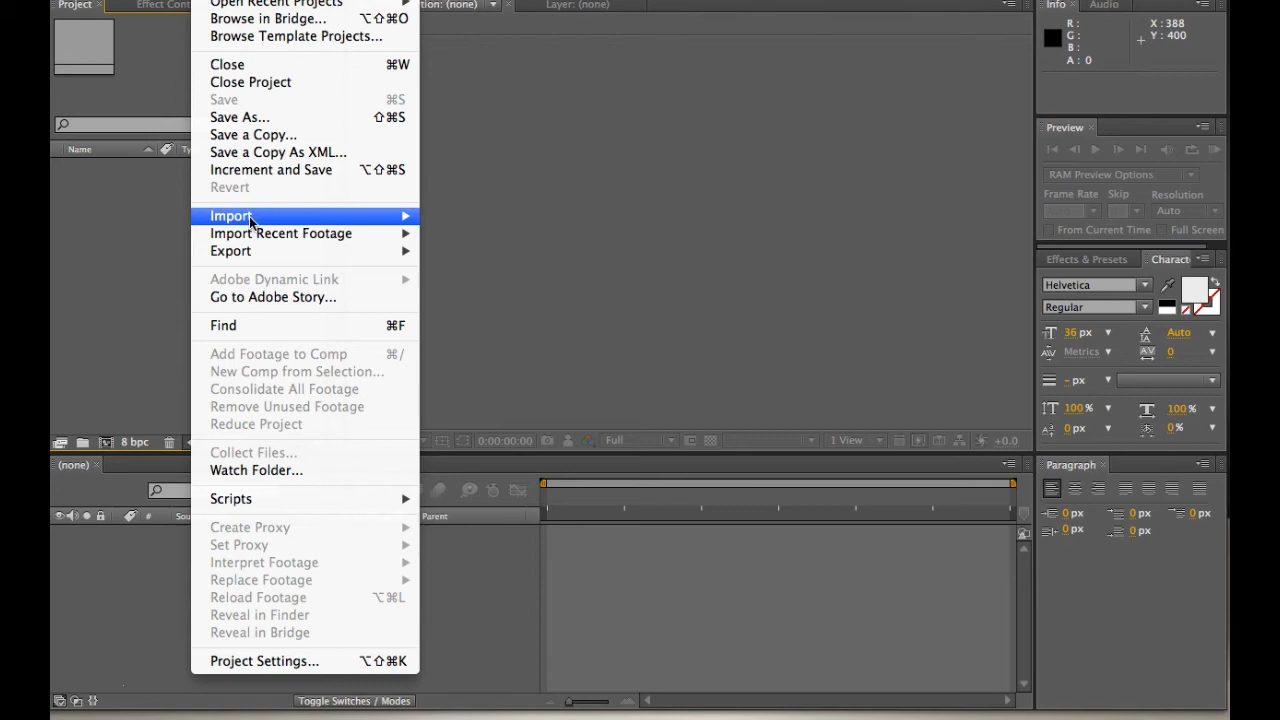 Project × Effect Cont
Open Recent Projects
Browse in Bridge... ⌥⇧⌘O
Browse Template Projects...
Close ⌘W
Close Project
Save ⌘S
Save As... ⇧⌘S
Save a Copy...
Save a Copy As XML...
Increment and Save ⌥⇧⌘S
Revert
Import
Import Recent Footage
Export
Adobe Dynamic Link
Go to Adobe Story...
Find ⌘F
Add Footage to Comp ⌘/
New Comp from Selection...
Consolidate All Footage
Remove Unused Footage
Reduce Project
Collect Files...
Watch Folder...
Scripts
Create Proxy
Set Proxy
Interpret Footage
Replace Footage
Reload Footage ⌥⌘L
Reveal in Finder
Reveal in Bridge
Project Settings... ⌥⇧⌘K
tion: (none)
Layer: (none)
Name Ty
8 bpc
0:00:00:00 Full 1 View +0.0
(none) ×
# Sou Parent
Toggle Switches / Modes
Info × Audio
R: X: 388
G: Y: 400
B:
A: 0
Preview ×
RAM Preview Options
Frame Rate Skip Resolution
Auto
From Current Time Full Screen
Effects & Presets Charact
Helvetica
Regular
36 px Auto
Metrics 0
- px
100 % 100 %
0 px 0 %
Paragraph ×
0 px 0 px 0 px
0 px 0 px